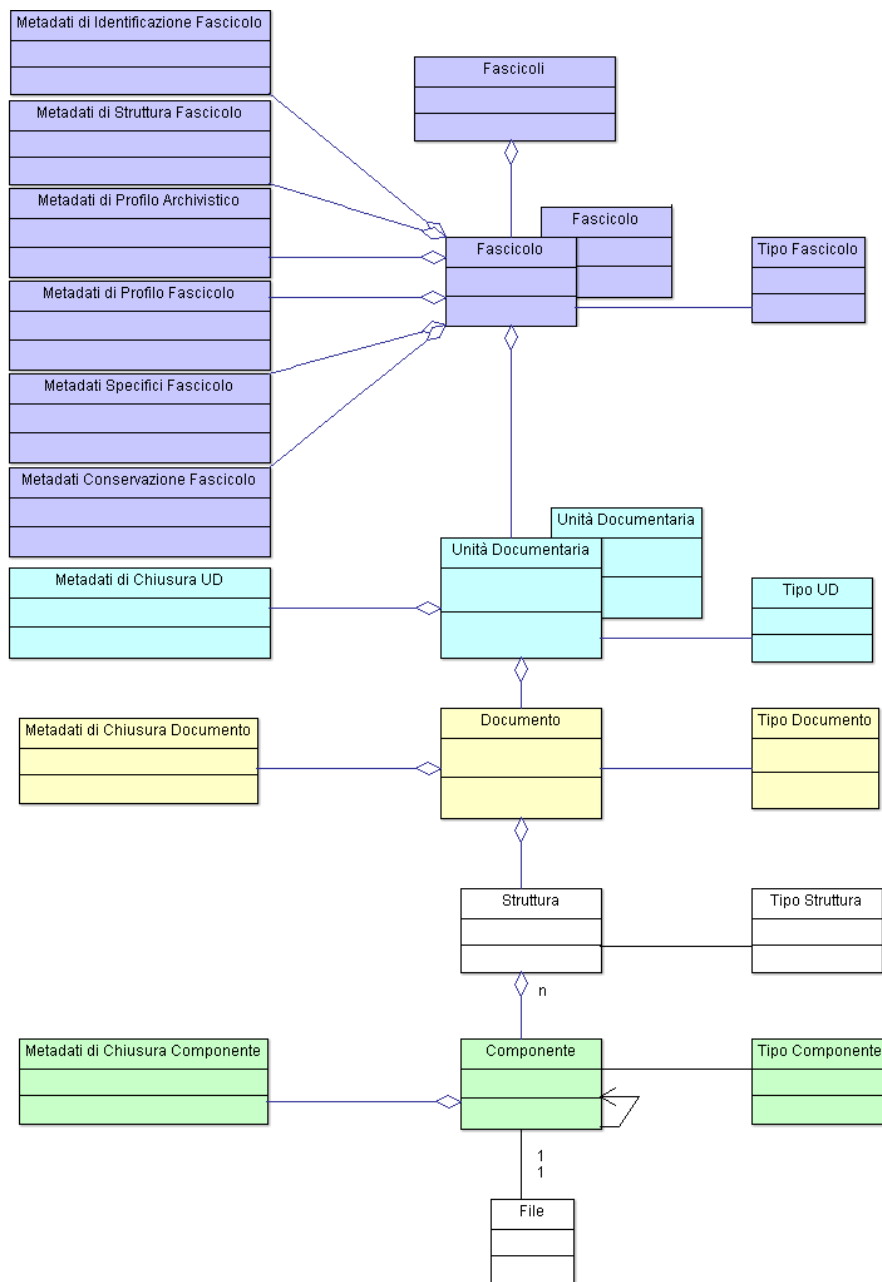 Metadati di Identificazione Fascicolo
Fascicoli
Metadati di Struttura Fascicolo
Metadati di Profilo Archivistico
Fascicolo
Fascicolo
Tipo Fascicolo
Metadati di Profilo Fascicolo
Metadati Specifici Fascicolo
Metadati Conservazione Fascicolo
Unità Documentaria
Unità Documentaria
Metadati di Chiusura UD
Tipo UD
Metadati di Chiusura Documento
Documento
Tipo Documento
Struttura
Tipo Struttura
n
Metadati di Chiusura Componente
Componente
Tipo Componente
1
1
File